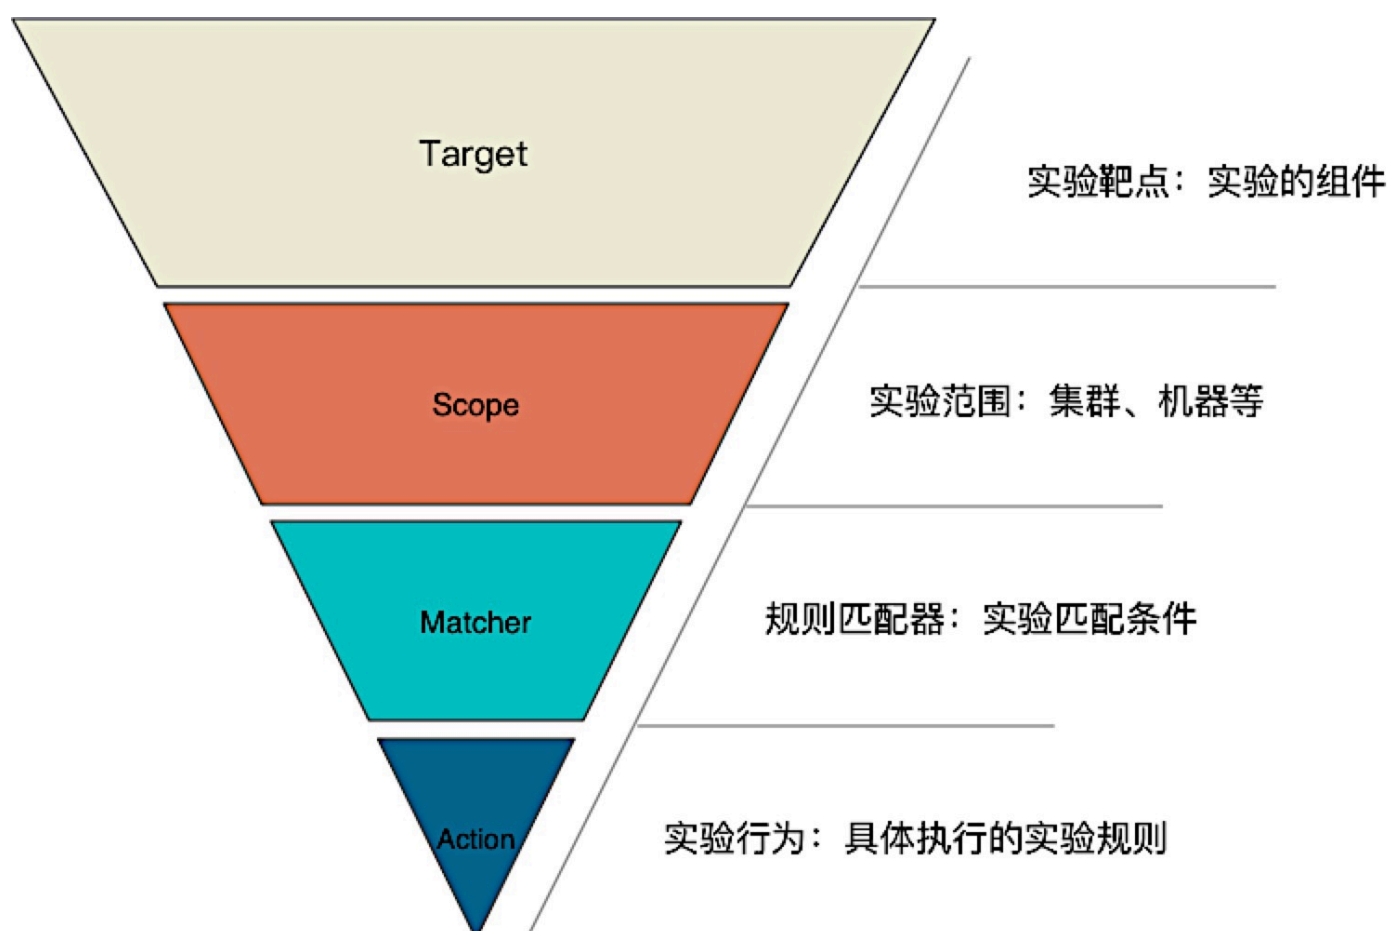 Target
实验靶点：实验的组件
Scope
实验范围：集群、机器等
Matcher
规则匹配器：实验匹配条件
Action
实验行为：具体执行的实验规则